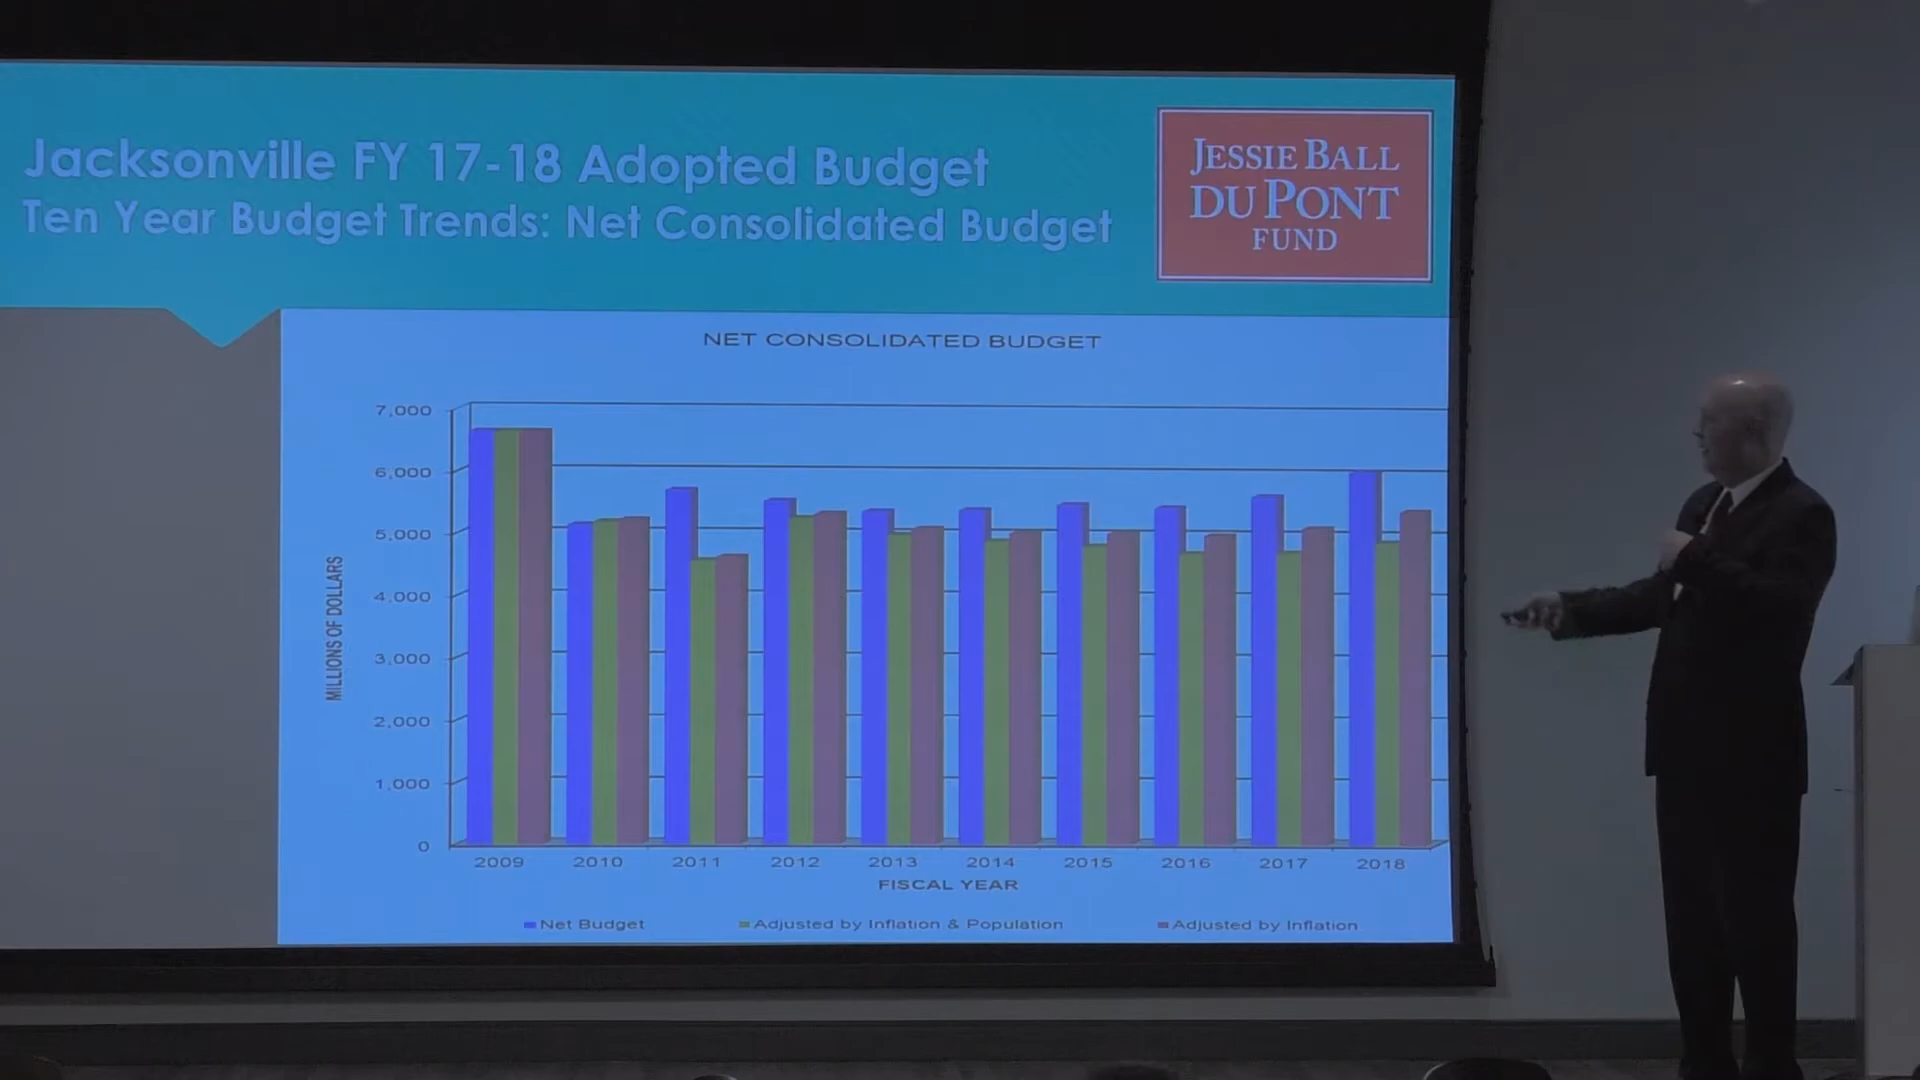 Jacksonville FY 17-18 Adopted Budget
Ten Year Budget Trends: Net Consolidated Budget
JESSIE BALL
DU PONT
FUND
NET CONSOLIDATED BUDGET
MILLIONS OF DOLLARS
7,000
6,000
5,000
4,000
3,000
2,000
1,000
0
2009 2010 2011 2012 2013 2014 2015 2016 2017 2018
FISCAL YEAR
Net Budget Adjusted by Inflation & Population Adjusted by Inflation